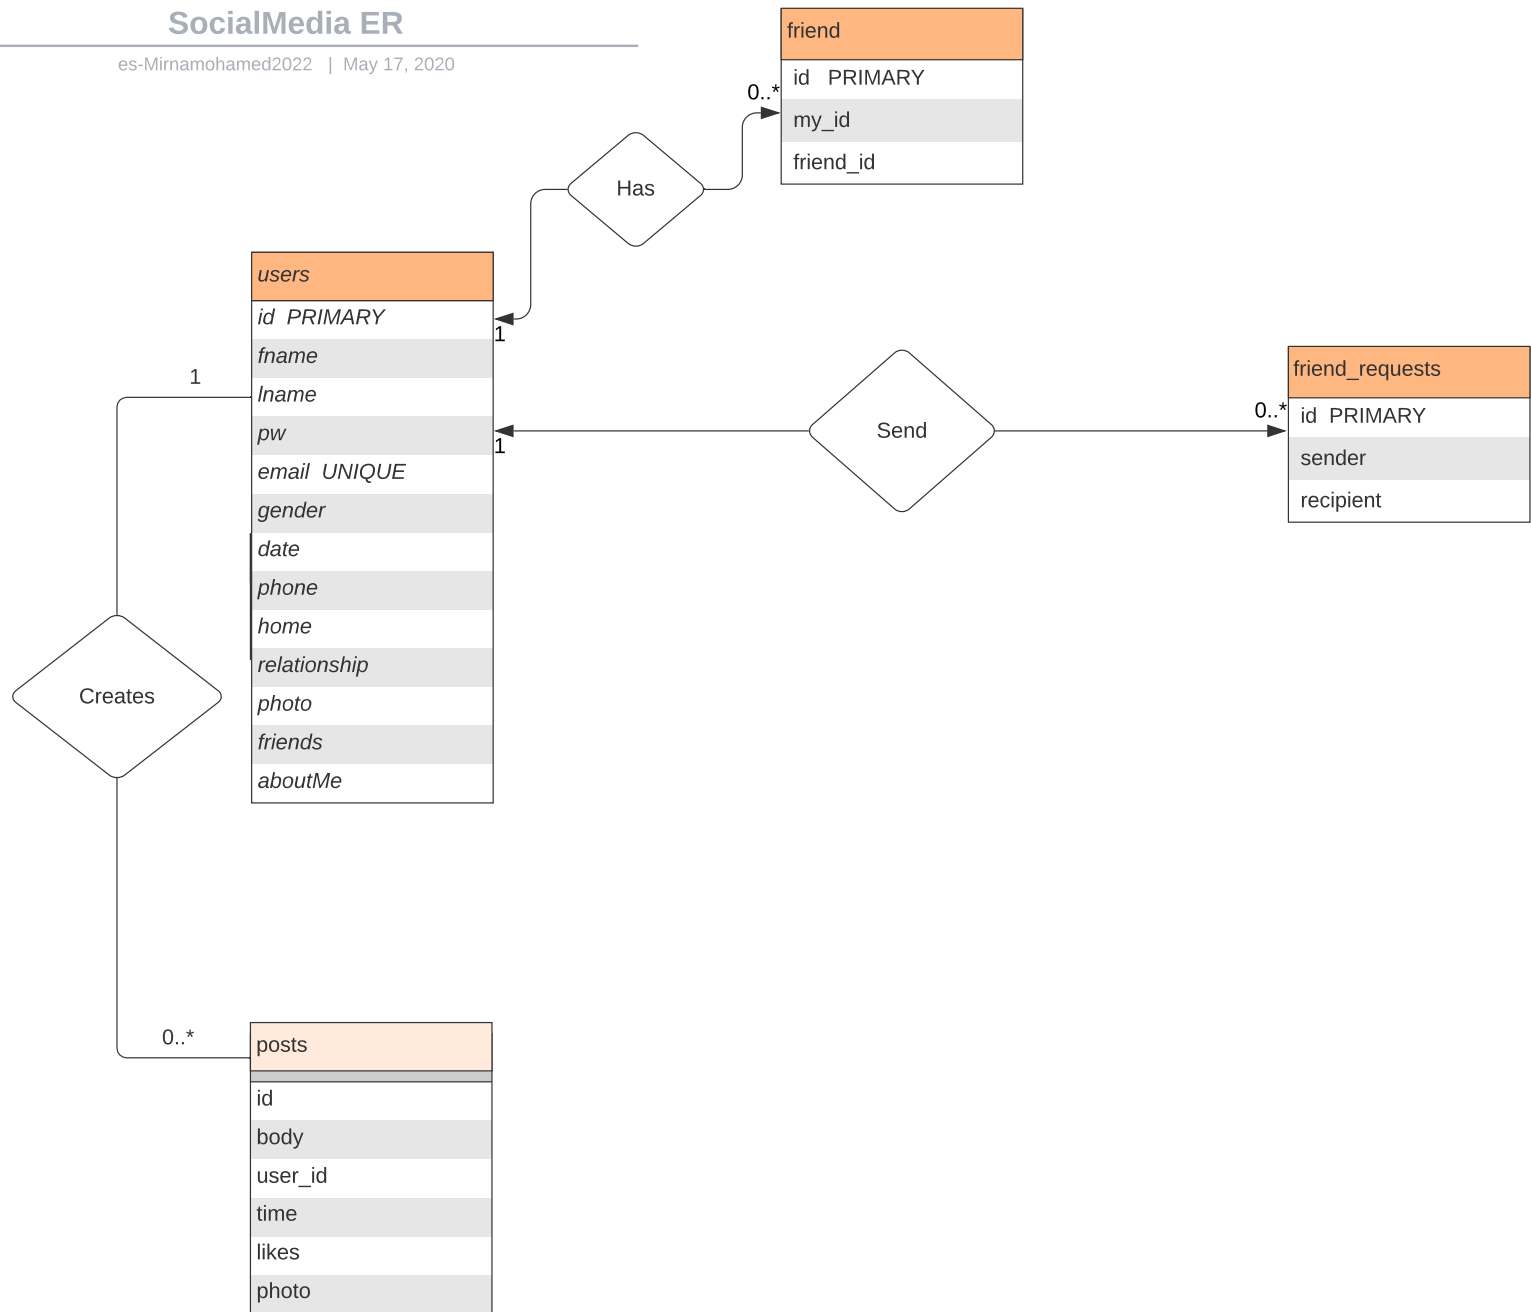 SocialMedia ER
es-Mirnamohamed2022 | May 17, 2020
friend
id PRIMARY
my_id
friend_id
0..*
Has
1
users
id PRIMARY
fname
lname
pw
email UNIQUE
gender
date
phone
home
relationship
photo
friends
aboutMe
1
Send
0..*
friend_requests
id PRIMARY
sender
recipient
1
Creates
0..*
posts
id
body
user_id
time
likes
photo